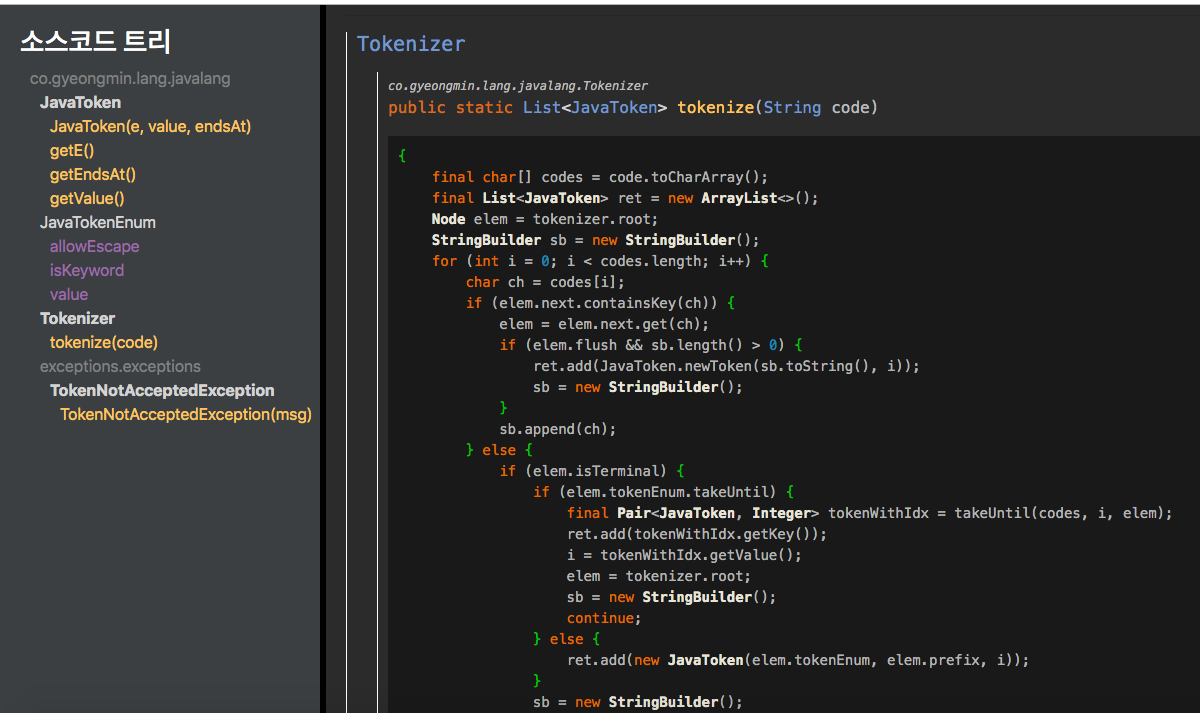 소스코드 트리
co.gyeongmin.lang.javalang
JavaToken
JavaToken(e, value, endsAt)
getE()
getEndsAt()
getValue()
JavaTokenEnum
allowEscape
isKeyword
value
Tokenizer
tokenize(code)
exceptions.exceptions
TokenNotAcceptedException
TokenNotAcceptedException(msg)
Tokenizer
co.gyeongmin.lang.javalang.Tokenizer
public static List<JavaToken> tokenize(String code)
{
    final char[] codes = code.toCharArray();
    final List<JavaToken> ret = new ArrayList<>();
    Node elem = tokenizer.root;
    StringBuilder sb = new StringBuilder();
    for (int i = 0; i < codes.length; i++) {
        char ch = codes[i];
        if (elem.next.containsKey(ch)) {
            elem = elem.next.get(ch);
            if (elem.flush && sb.length() > 0) {
                ret.add(JavaToken.newToken(sb.toString(), i));
                sb = new StringBuilder();
            }
            sb.append(ch);
        } else {
            if (elem.isTerminal) {
                if (elem.tokenEnum.takeUntil) {
                    final Pair<JavaToken, Integer> tokenWithIdx = takeUntil(codes, i, elem);
                    ret.add(tokenWithIdx.getKey());
                    i = tokenWithIdx.getValue();
                    elem = tokenizer.root;
                    sb = new StringBuilder();
                    continue;
                } else {
                    ret.add(new JavaToken(elem.tokenEnum, elem.prefix, i));
                }
                sb = new StringBuilder();